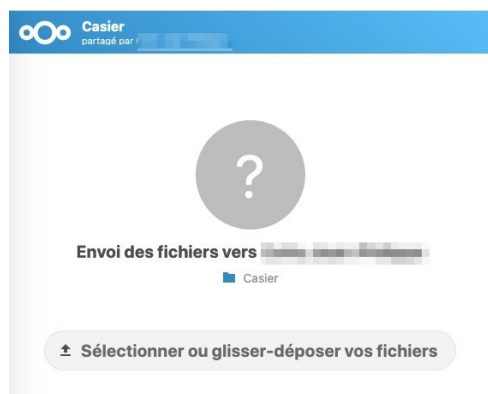 Casier
partagé par
?
Envoi des fichiers vers
Casier
Sélectionner ou glisser-déposer vos fichiers